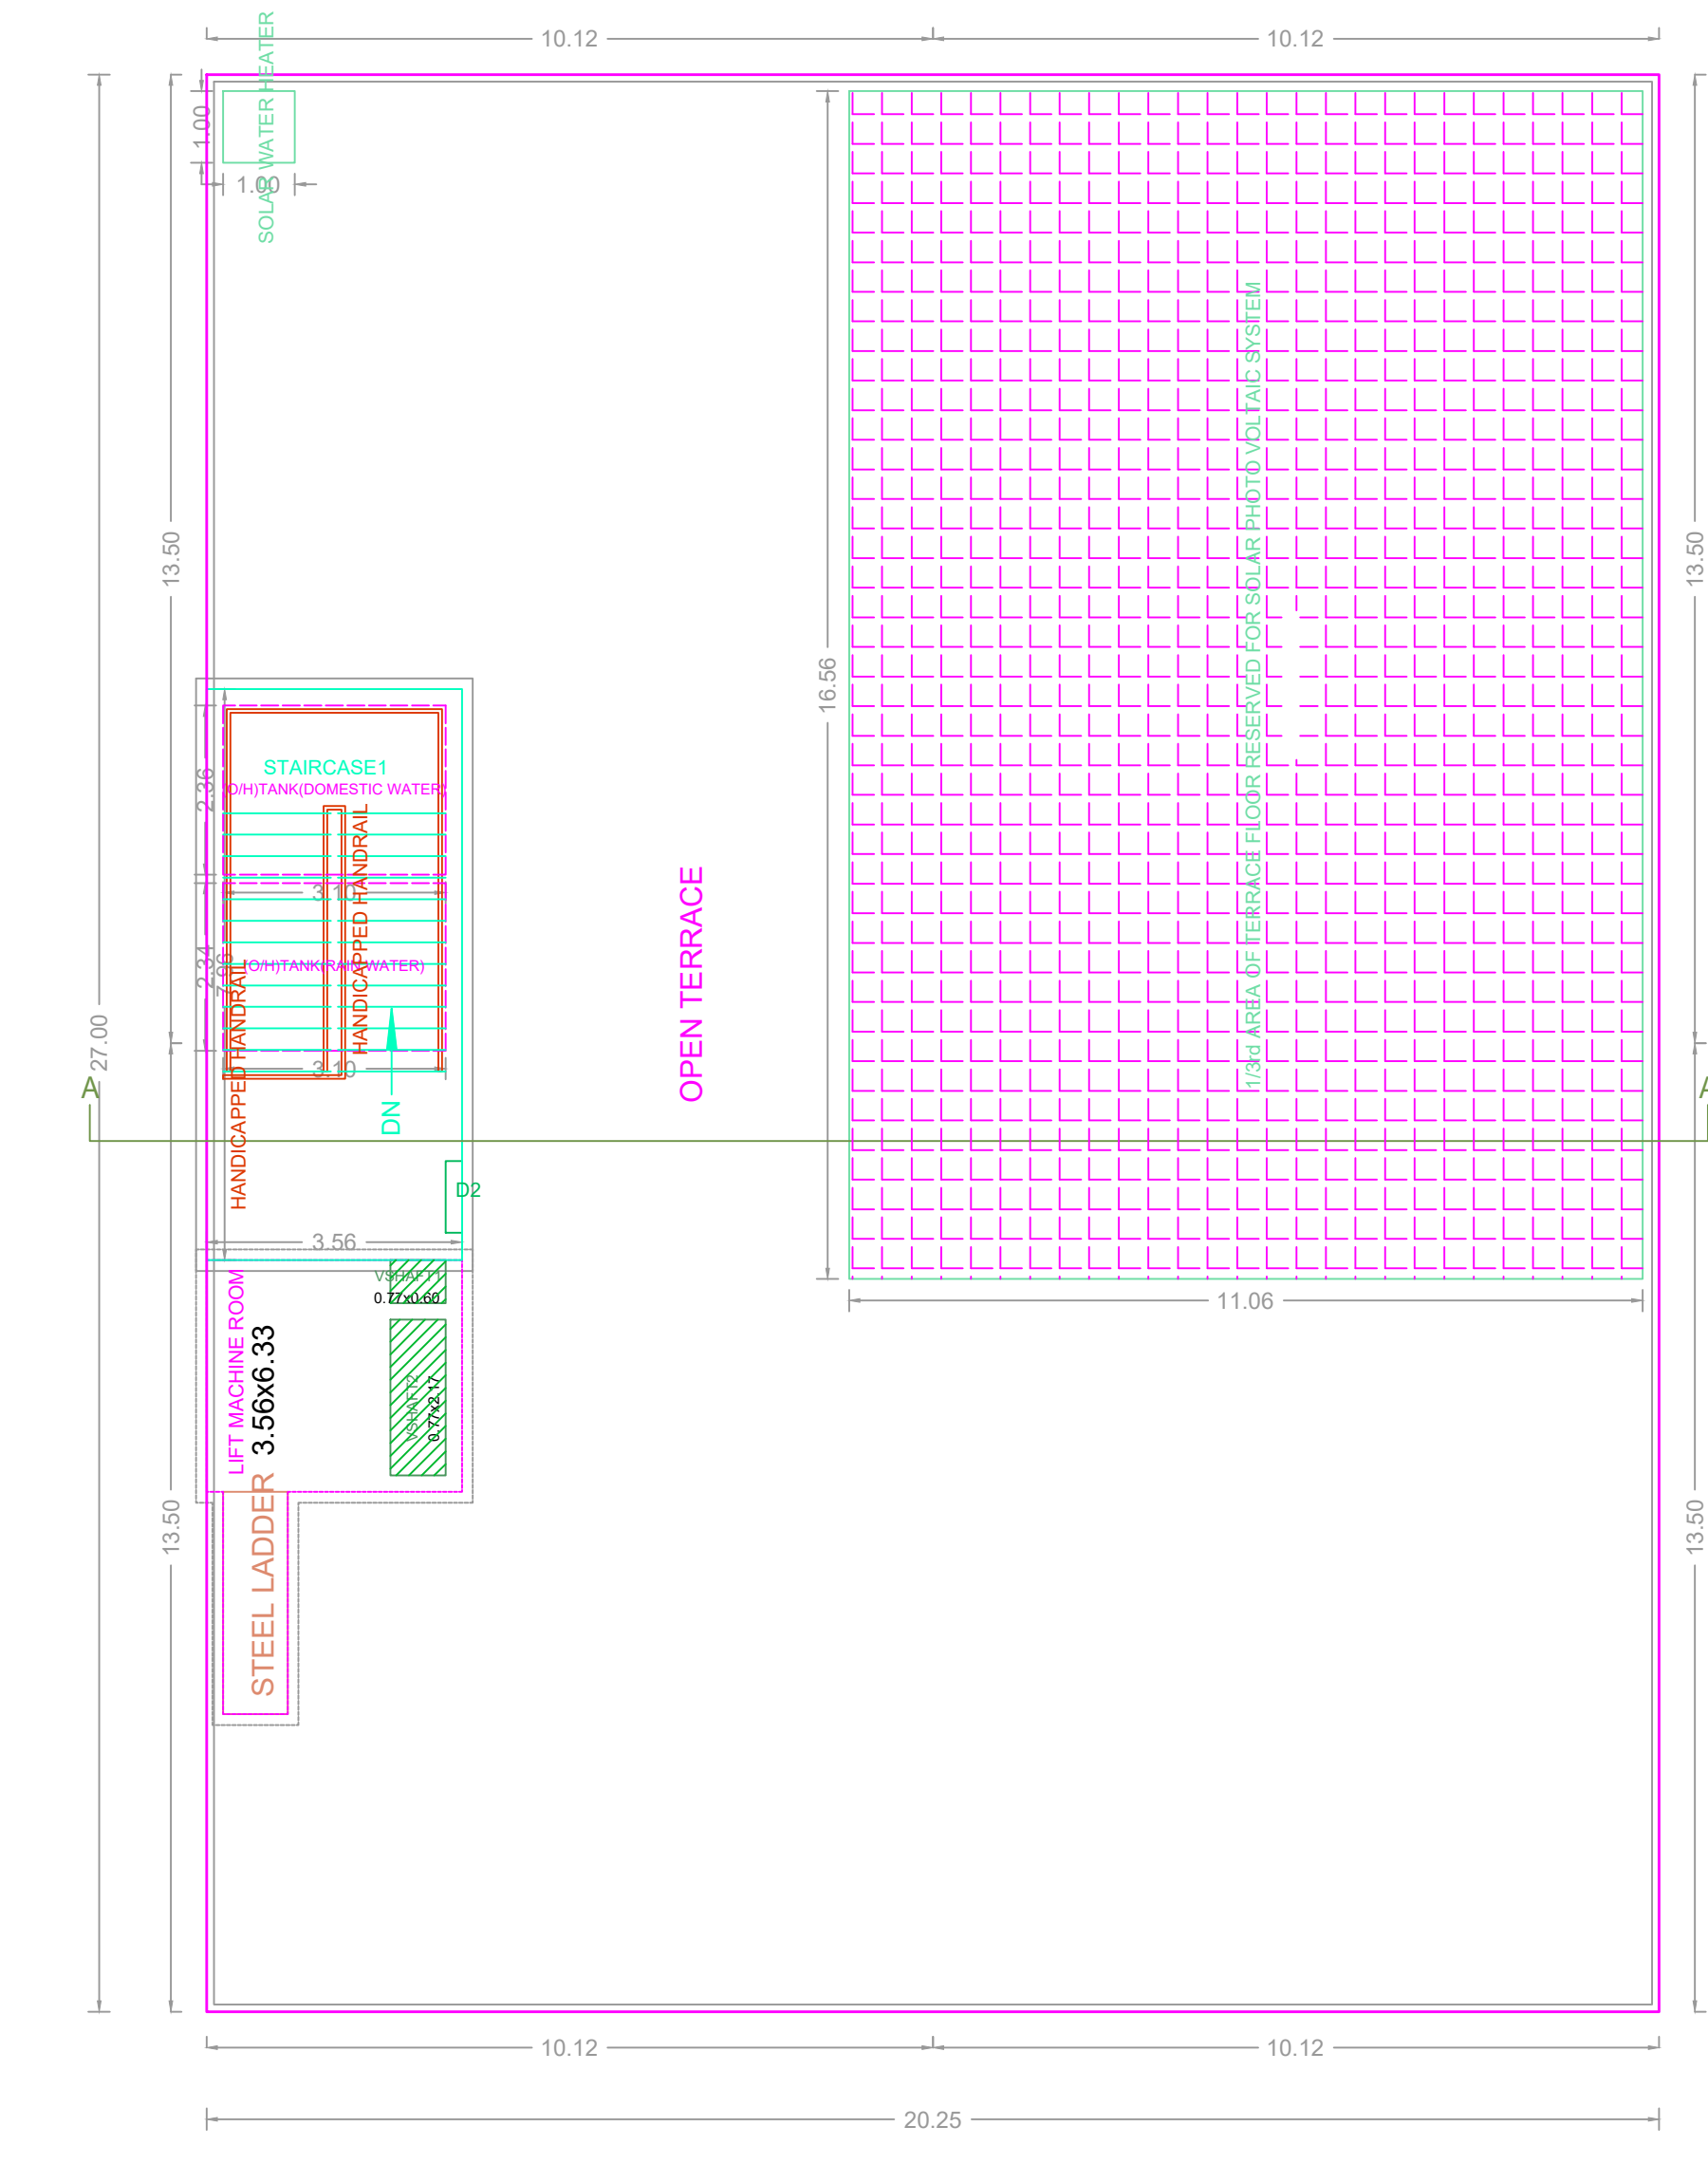 10.12
10.12
SOLAR WATER HEATER
1.00
1.00
13.50
13.50
16.56
1/3rd AREA OF TERRACE FLOOR RESERVED FOR SOLAR PHOTO VOLTAIC SYSTEM
STAIRCASE1
(O/H)TANK(DOMESTIC WATER)
2.36
3.10
HANDICAPPED HANDRAIL
OPEN TERRACE
(O/H)TANK(RAIN WATER)
2.34
7.96
27.00
3.10
HANDICAPPED HANDRAIL
A
A
DN
D2
3.56
VSHAFT1
0.77x0.60
11.06
LIFT MACHINE ROOM
3.56x6.33
VSHAFT2
0.77x2.17
STEEL LADDER
13.50
13.50
10.12
10.12
20.25